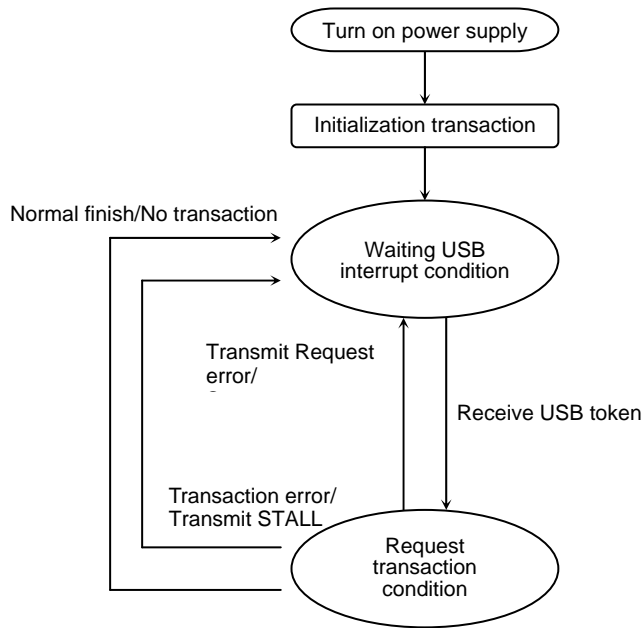 Turn on power supply
Initialization transaction
Normal finish/No transaction
Waiting USB
interrupt condition
Transmit Request
error/
Receive USB token
Transaction error/
Transmit STALL
Request
transaction
condition